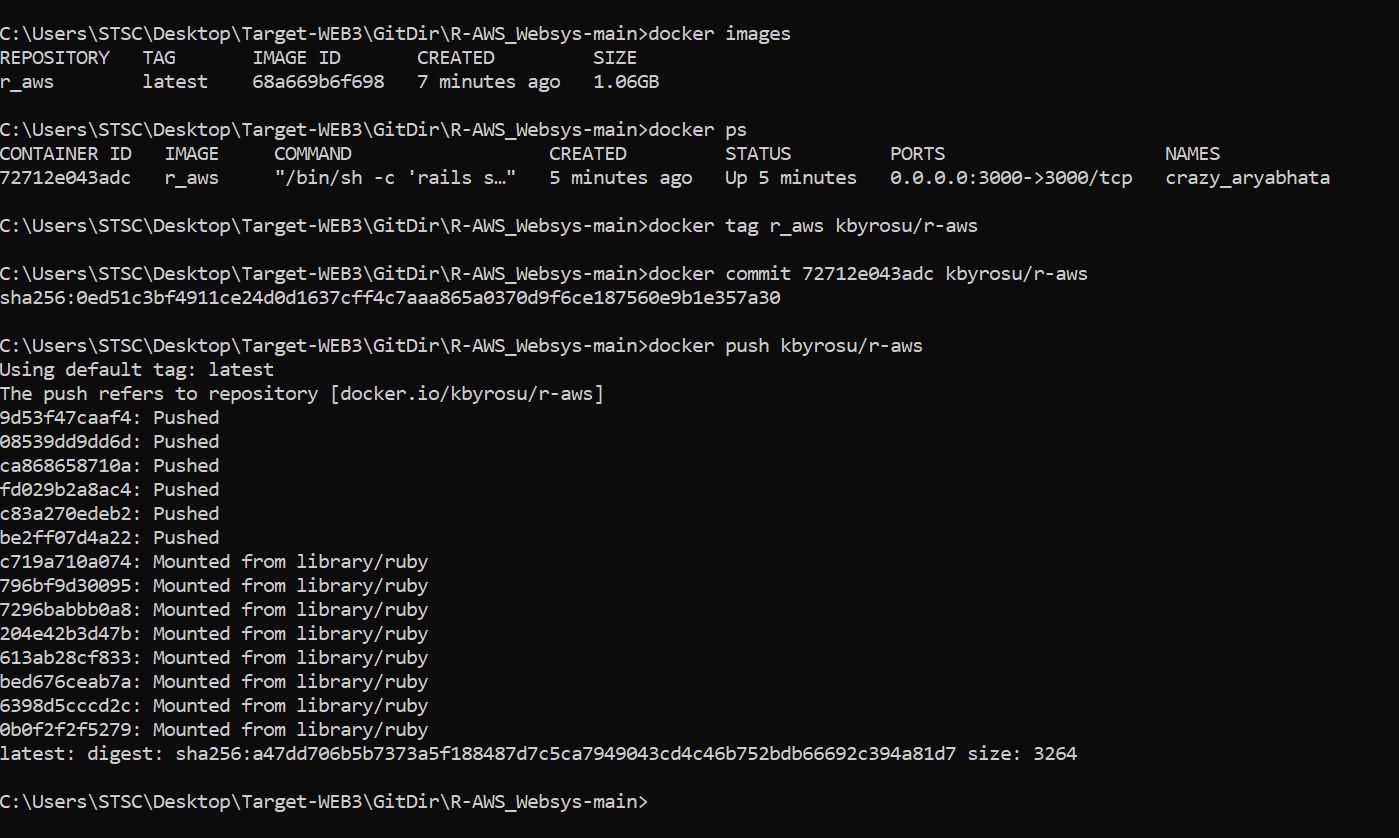 C:\Users\STSC\Desktop\Target-WEB3\GitDir\R-AWS_Websys-main>docker images
REPOSITORY   TAG       IMAGE ID       CREATED         SIZE
r_aws        latest    68a669b6f698   7 minutes ago   1.06GB
C:\Users\STSC\Desktop\Target-WEB3\GitDir\R-AWS_Websys-main>docker ps
CONTAINER ID   IMAGE     COMMAND                  CREATED         STATUS         PORTS                    NAMES
72712e043adc   r_aws     "/bin/sh -c 'rails s…"   5 minutes ago   Up 5 minutes   0.0.0.0:3000->3000/tcp   crazy_aryabhata
C:\Users\STSC\Desktop\Target-WEB3\GitDir\R-AWS_Websys-main>docker tag r_aws kbyrosu/r-aws
C:\Users\STSC\Desktop\Target-WEB3\GitDir\R-AWS_Websys-main>docker commit 72712e043adc kbyrosu/r-aws
sha256:0ed51c3bf4911ce24d0d1637cff4c7aaa865a0370d9f6ce187560e9b1e357a30
C:\Users\STSC\Desktop\Target-WEB3\GitDir\R-AWS_Websys-main>docker push kbyrosu/r-aws
Using default tag: latest
The push refers to repository [docker.io/kbyrosu/r-aws]
9d53f47caaf4: Pushed
08539dd9dd6d: Pushed
ca868658710a: Pushed
fd029b2a8ac4: Pushed
c83a270edeb2: Pushed
be2ff07d4a22: Pushed
c719a710a074: Mounted from library/ruby
796bf9d30095: Mounted from library/ruby
7296babbb0a8: Mounted from library/ruby
204e42b3d47b: Mounted from library/ruby
613ab28cf833: Mounted from library/ruby
bed676ceab7a: Mounted from library/ruby
6398d5cccd2c: Mounted from library/ruby
0b0f2f2f5279: Mounted from library/ruby
latest: digest: sha256:a47dd706b5b7373a5f188487d7c5ca7949043cd4c46b752bdb66692c394a81d7 size: 3264
C:\Users\STSC\Desktop\Target-WEB3\GitDir\R-AWS_Websys-main>